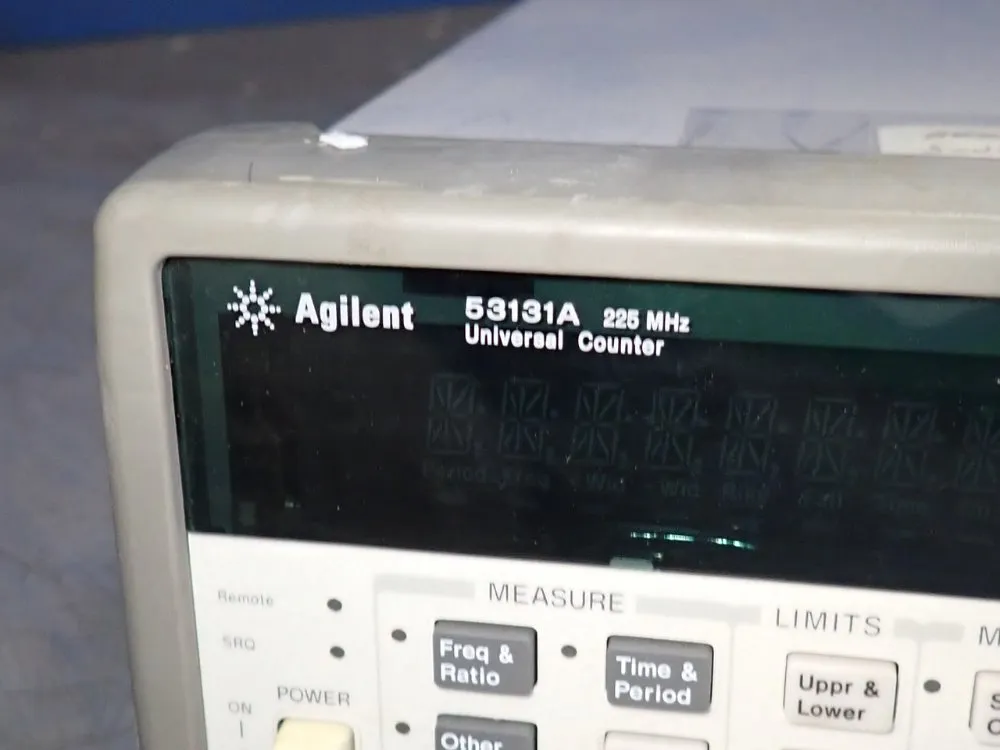 Agilent
53131A 225 MHz
Universal Counter
Remote
SRQ
POWER
ON
MEASURE
Freq &
Ratio
Time &
Period
Other
LIMITS
Uppr &
Lower